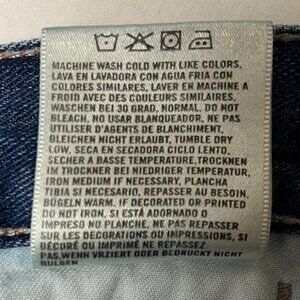 MACHINE WASH COLD WITH LIKE COLORS,
LAVA EN LAVADORA CON AGUA FRIA CON
COLORES SIMILARES, LAVER EN MACHINE A
FROID AVEC DES COULEURS SIMILAIRES,
WASCHEN BEI 30 GRAD, NORMAL, DO NOT
BLEACH, NO USAR BLANQUEADOR, NE PAS
UTILISER D'AGENTS DE BLANCHIMENT,
BLEICHEN NICHT ERLAUBT, TUMBLE DRY
LOW, SECA EN SECADORA CICLO LENTO,
SECHER A BASSE TEMPERATURE,TROCKNEN
IM TROCKNER BEI NIEDRIGER TEMPERATUR,
IRON MEDIUM IF NECESSARY, PLANCHA
TIBIA SI NECESARIO, REPASSER AU BESOIN,
BÜGELN WARM. IF DECORATED OR PRINTED
DO NOT IRON, SI ESTÁ ADORNADO O
IMPRESO NO PLANCHE, NE PAS REPASSER
SUR LES DECORATIONS OU IMPRESSIONS, SI
DÉCORÉ OU IMPRIMÉ NE REPASSEZ
PAS,WENN VRZIERT ODER BEDRUCKT NICHT
BULGEN